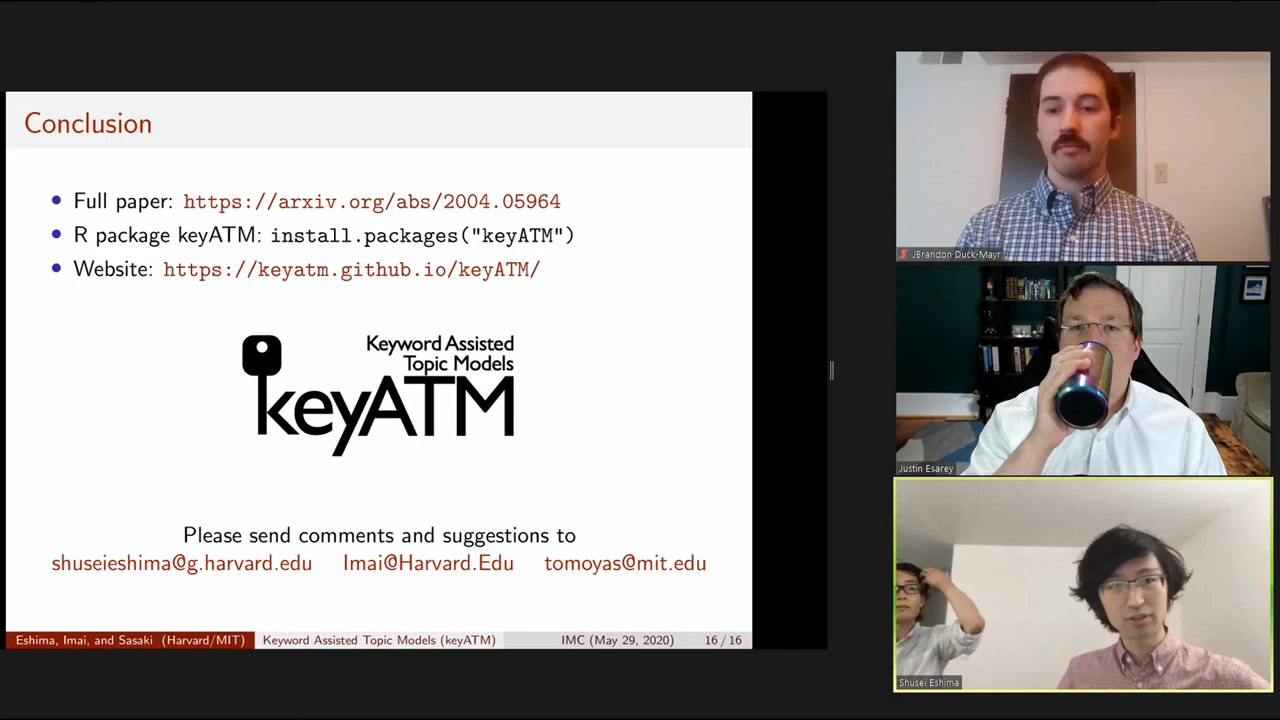 Conclusion
Full paper: https://arxiv.org/abs/2004.05964
R package keyATM: install.packages("keyATM")
Website: https://keyatm.github.io/keyATM/
Keyword Assisted
Topic Models
keyATM
Please send comments and suggestions to
shuseieshima@g.harvard.edu Imai@Harvard.Edu tomoyas@mit.edu
Eshima, Imai, and Sasaki (Harvard/MIT) Keyword Assisted Topic Models (keyATM) IMC (May 29, 2020) 16 / 16
JBrandon Duck-Mayr
Justin Esarey
Shusei Eshima